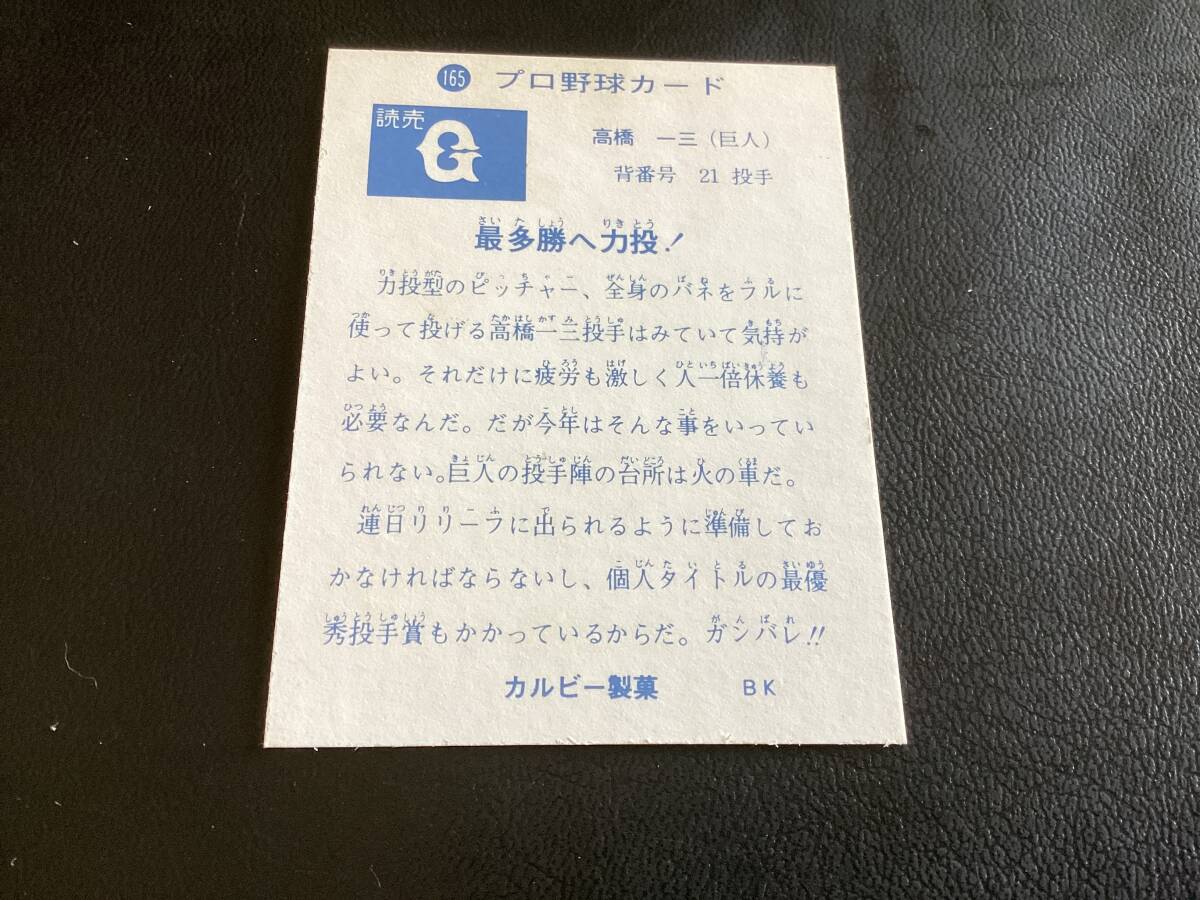 165 プロ野球カード
読売
G
高橋 一三（巨人）
背番号 21 投手
最多勝へ力投！
力投型のピッチャー、全身のバネをフルに
使って投げる高橋一三投手はみていて気持が
よい。それだけに疲労も激しく人一倍休養も
必要なんだ。だが今年はそんな事をいってい
られない。巨人の投手陣の台所は火の車だ。
連日リリーフに出られるように準備してお
かなければならないし、個人タイトルの最優
秀投手賞もかかっているからだ。ガンバレ!!
カルビー製菓 BK